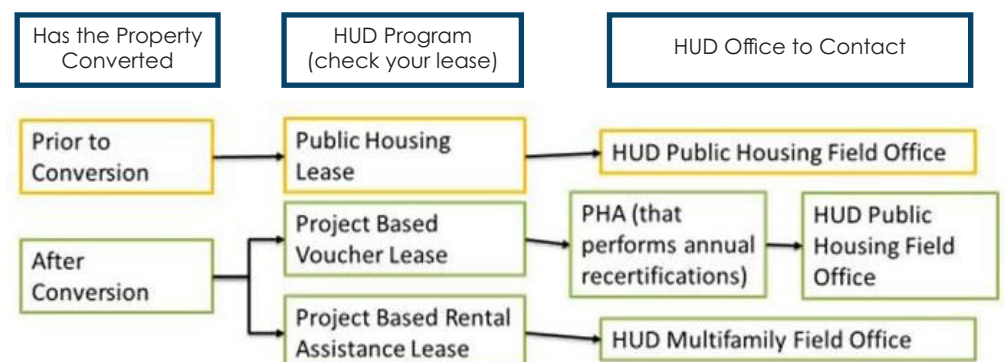 Has the Property
Converted
HUD Program
(check your lease)
HUD Office to Contact
Prior to
Conversion
Public Housing
Lease
HUD Public Housing Field Office
After
Conversion
Project Based
Voucher Lease
PHA (that
performs annual
recertifications)
HUD Public
Housing Field
Office
Project Based Rental
Assistance Lease
HUD Multifamily Field Office